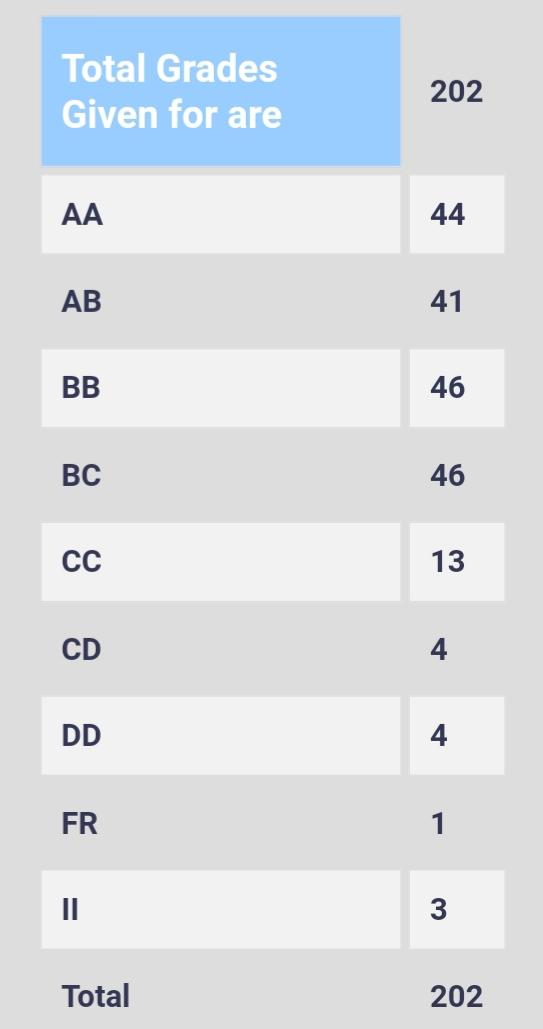 Total Grades
Given for are 202
AA 44
AB 41
BB 46
BC 46
CC 13
CD 4
DD 4
FR 1
II 3
Total 202